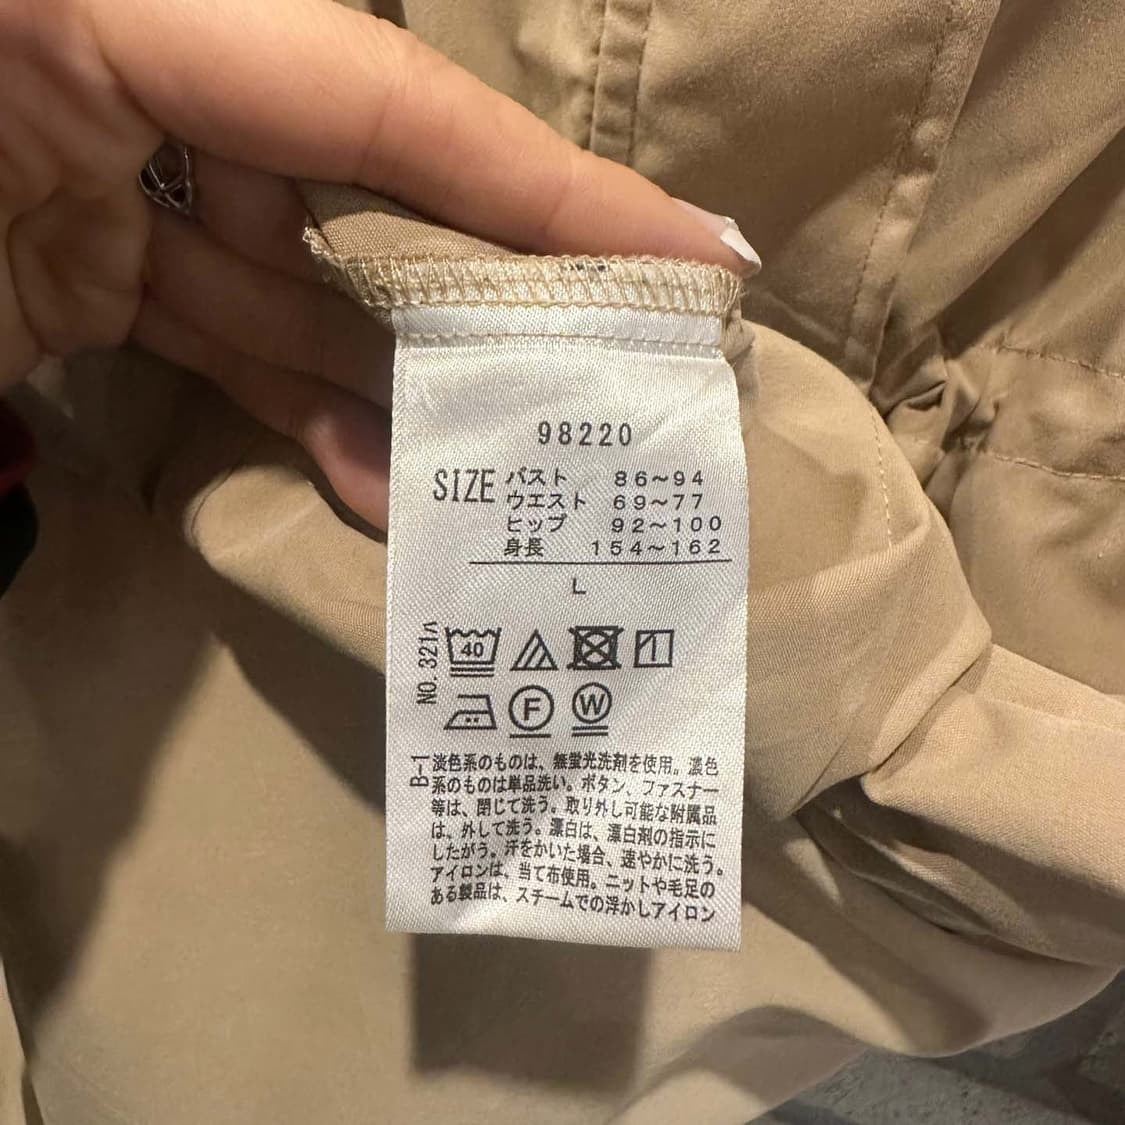 98220
SIZE バスト 86～94
ウエスト 69～77
ヒップ 92～100
身長 154～162
L
NO.321
40
F W
B-1
淡色系のものは、無蛍光洗剤を使用。濃色
系のものは単品洗い。ボタン、ファスナー
等は、閉じて洗う。取り外し可能な附属品
は、外して洗う。漂白は、漂白剤の指示に
したがう。汗をかいた場合、速やかに洗う。
アイロンは、当て布使用。ニットや毛足の
ある製品は、スチームでの浮かしアイロン